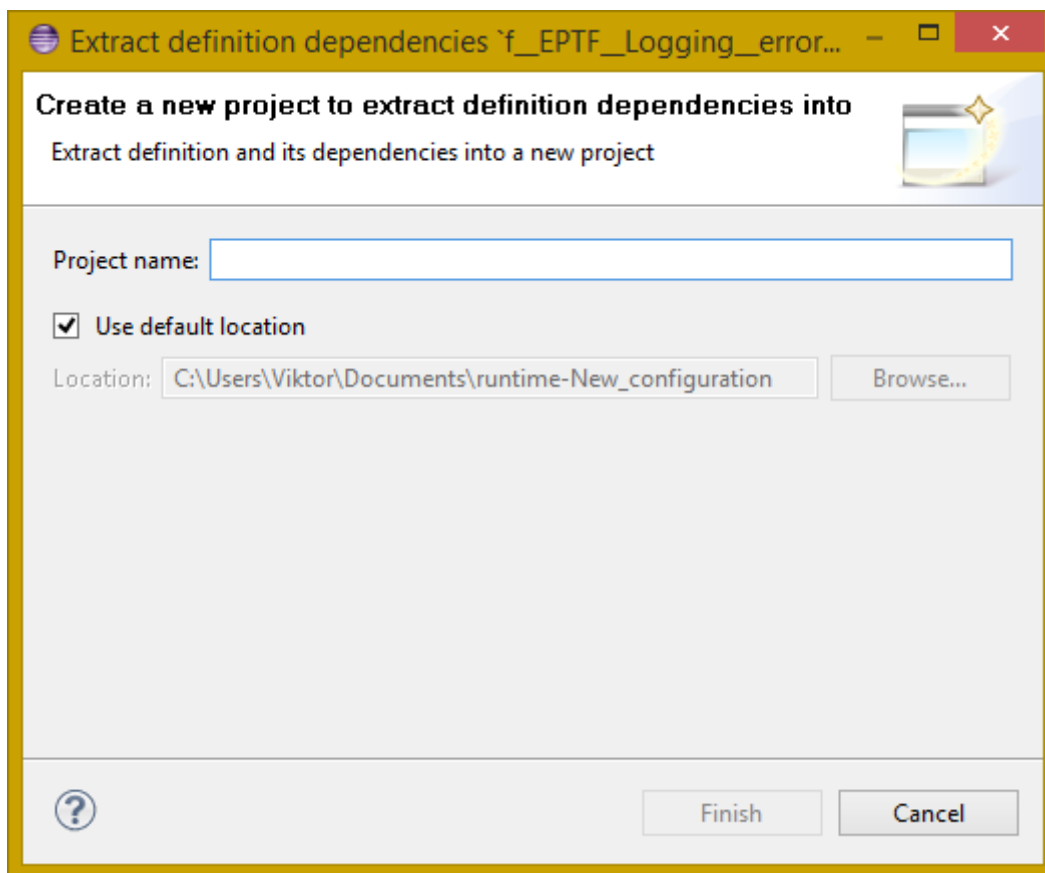 Extract definition dependencies `f__EPTF__Logging__error...
Create a new project to extract definition dependencies into
Extract definition and its dependencies into a new project
Project name:
Use default location
Location: C:\Users\Viktor\Documents\runtime-New_configuration Browse...
Finish Cancel